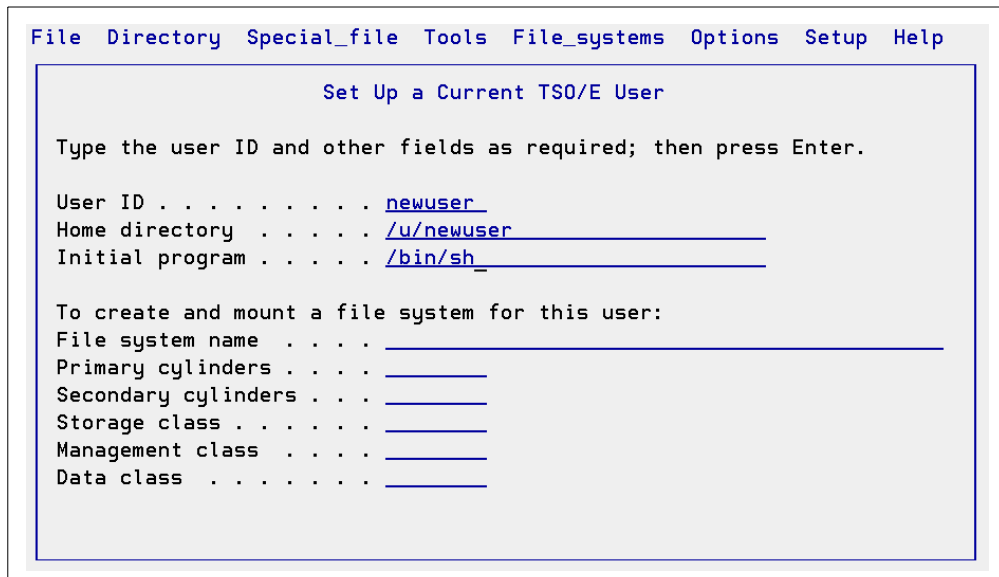 File  Directory  Special_file  Tools  File_systems  Options  Setup  Help
Set Up a Current TSO/E User
Type the user ID and other fields as required; then press Enter.
User ID . . . . . . . . . newuser
Home directory  . . . . . /u/newuser
Initial program . . . . . /bin/sh_
To create and mount a file system for this user:
File system name  . . . .
Primary cylinders . . . .
Secondary cylinders . . .
Storage class . . . . . .
Management class  . . . .
Data class  . . . . . . .